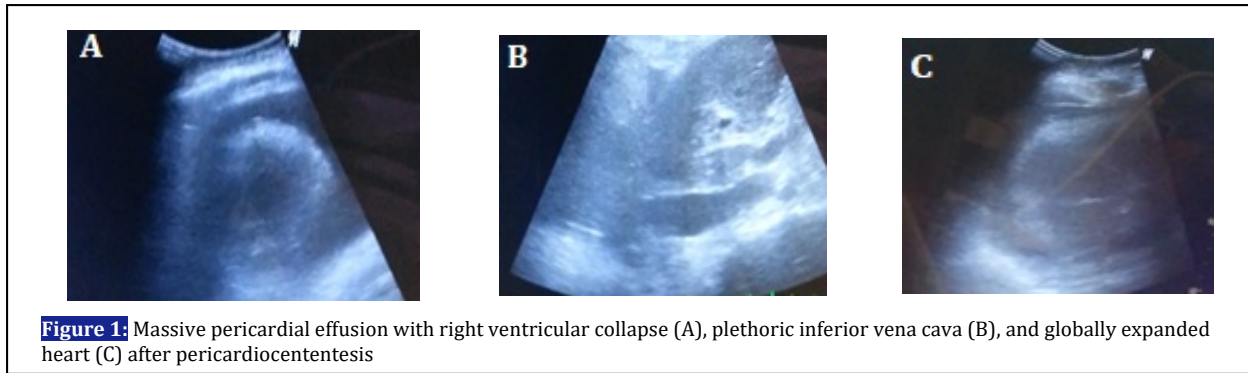 A
B
C
Figure 1: Massive pericardial effusion with right ventricular collapse (A), plethoric inferior vena cava (B), and globally expanded
heart (C) after pericardiocententesis